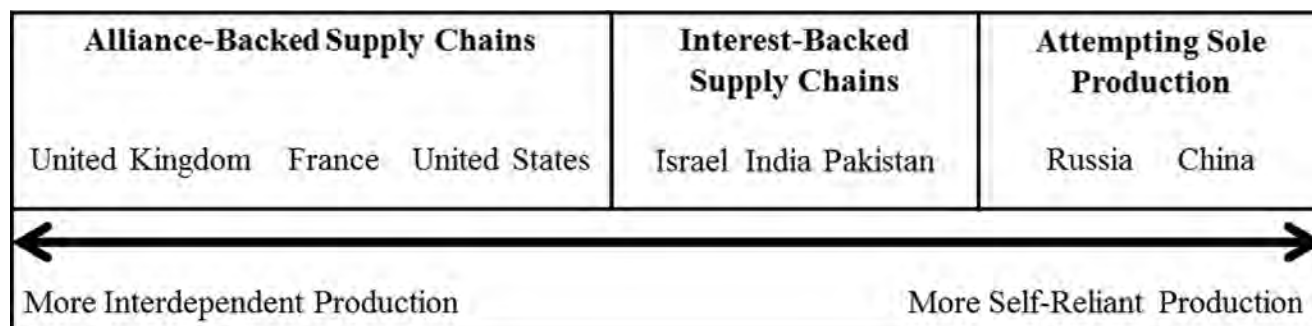 Alliance-Backed Supply Chains
United Kingdom France United States
Interest-Backed
Supply Chains
Israel India Pakistan
Attempting Sole
Production
Russia China
More Interdependent Production
More Self-Reliant Production